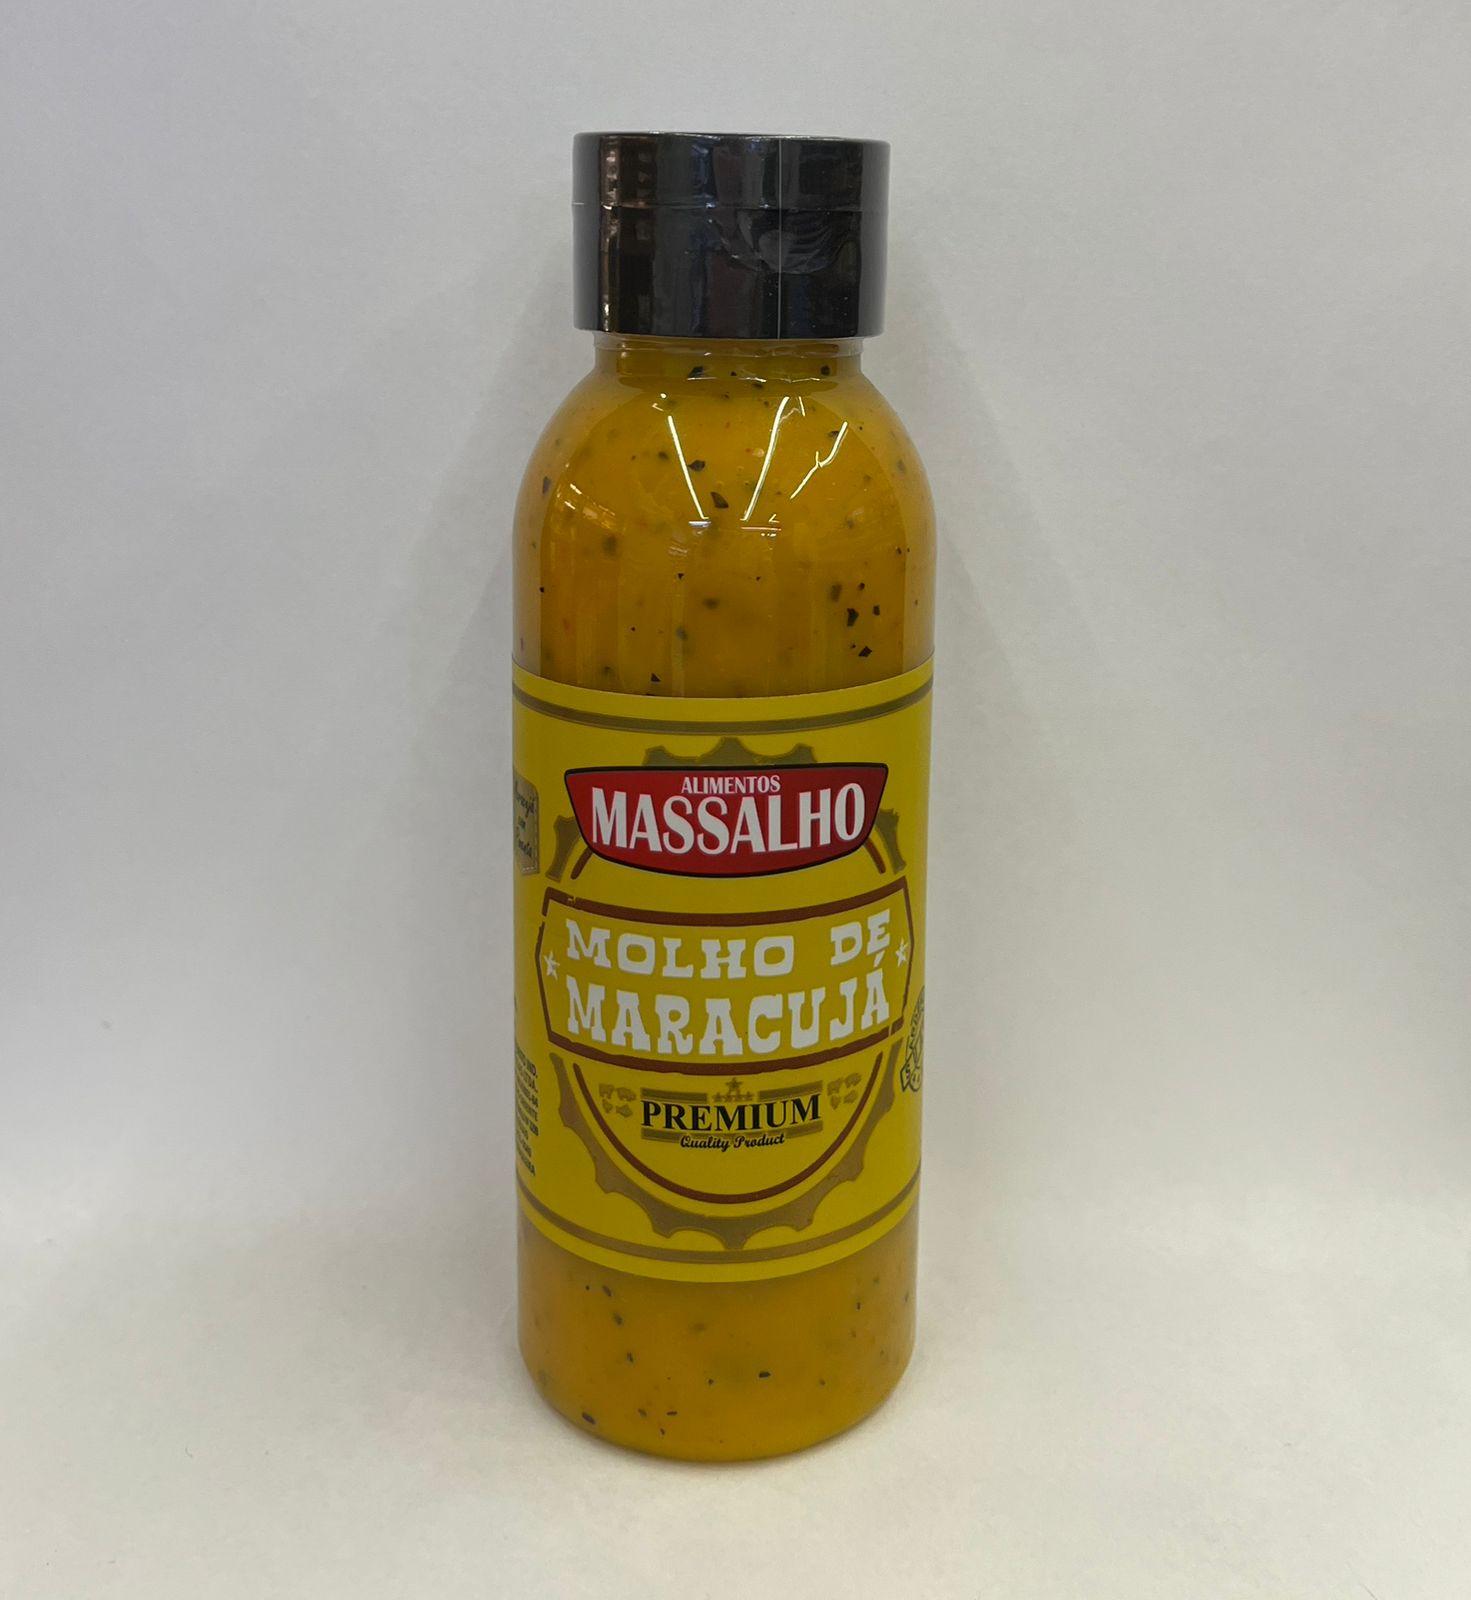 ALIMENTOS
MASSALHO
MOLHO DE
MARACUJÁ
PREMIUM
Quality Product